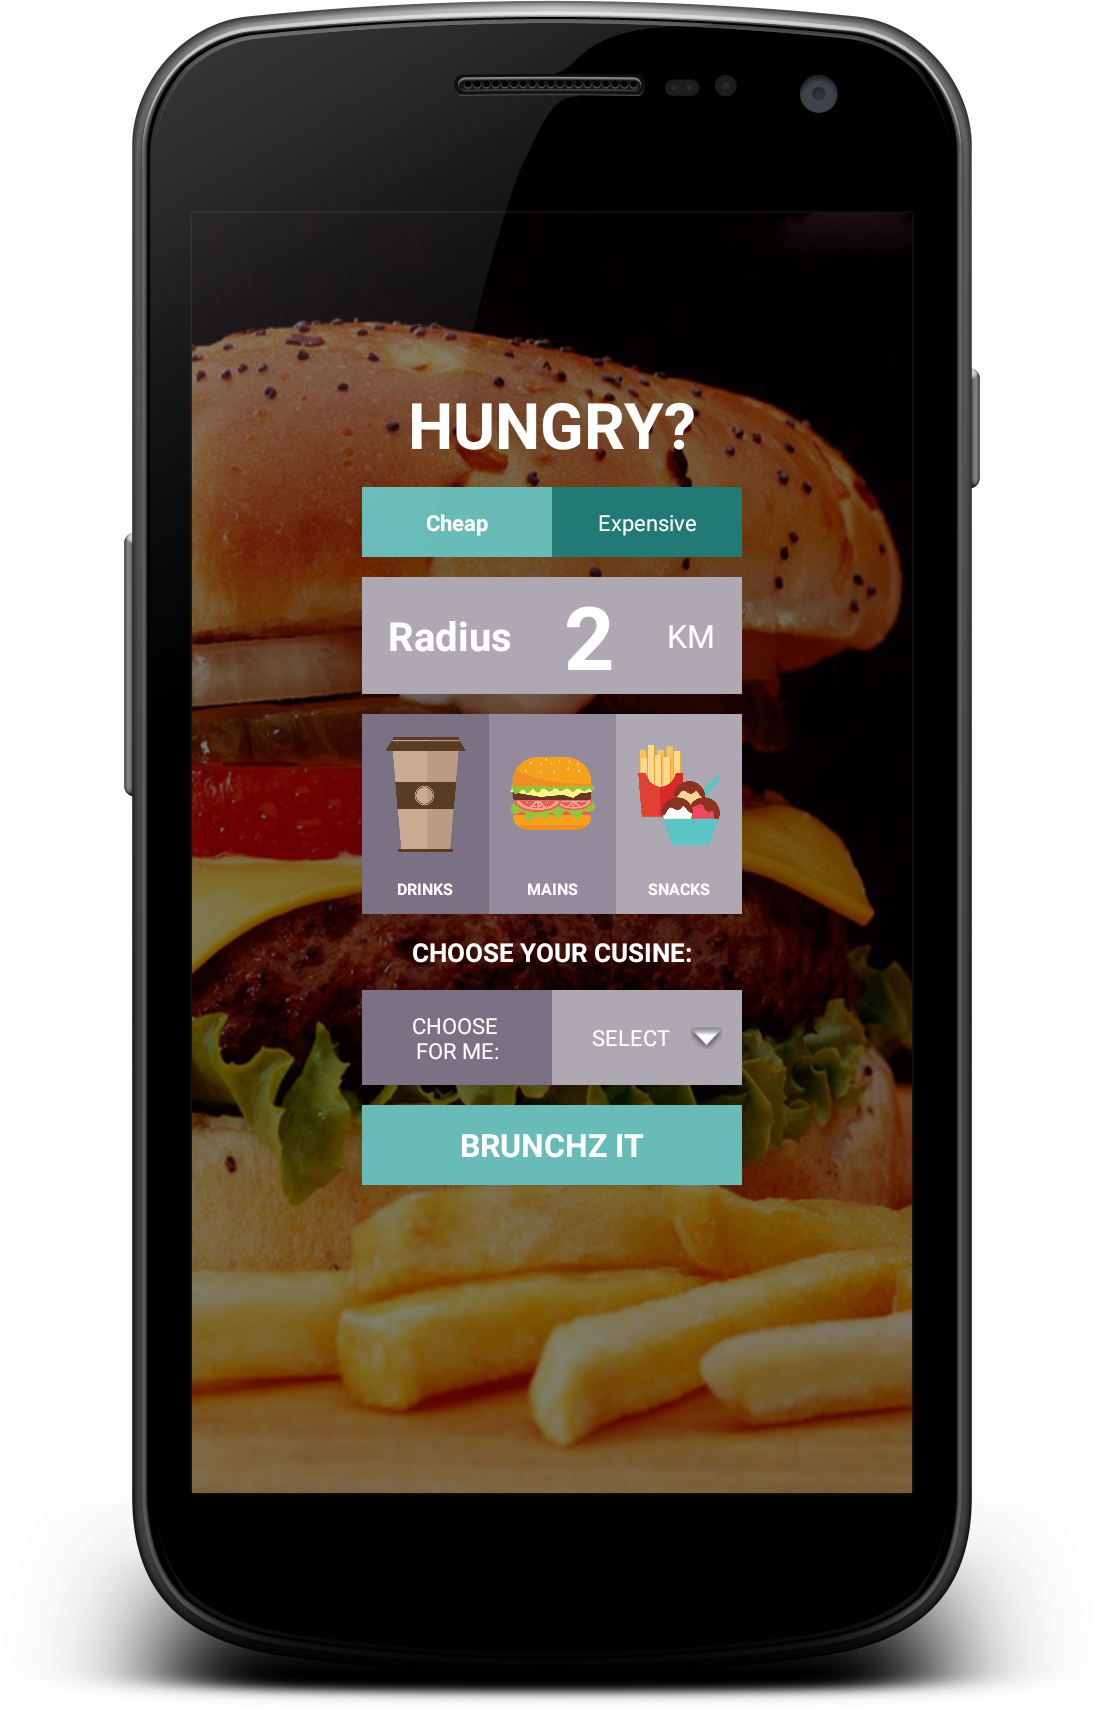 HUNGRY?
Cheap Expensive
Radius 2 KM
DRINKS MAINS SNACKS
CHOOSE YOUR CUSINE:
CHOOSE
FOR ME:
SELECT
BRUNCHZ IT